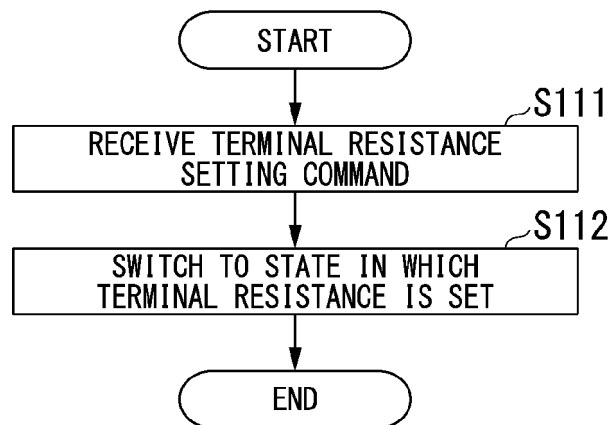 START
S111
RECEIVE TERMINAL RESISTANCE
SETTING COMMAND
S112
SWITCH TO STATE IN WHICH
TERMINAL RESISTANCE IS SET
END